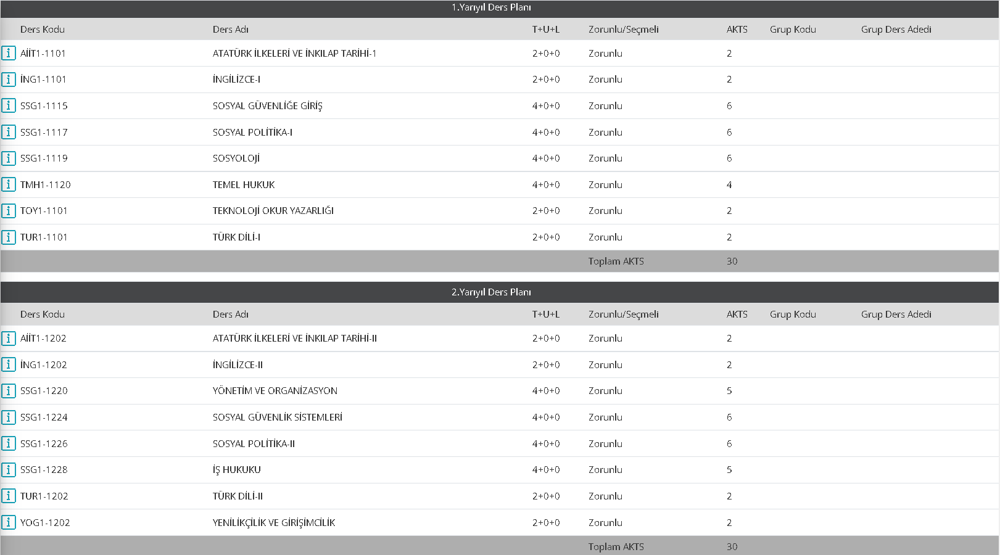 1.Yarıyıl Ders Planı
Ders Kodu Ders Adı T+U+L Zorunlu/Seçmeli AKTS Grup Kodu Grup Ders Adedi
AİİT1-1101 ATATÜRK İLKELERİ VE İNKILAP TARİHİ-1 2+0+0 Zorunlu 2
İNG1-1101 İNGİLİZCE-I 2+0+0 Zorunlu 2
SSG1-1115 SOSYAL GÜVENLİĞE GİRİŞ 4+0+0 Zorunlu 6
SSG1-1117 SOSYAL POLİTİKA-I 4+0+0 Zorunlu 6
SSG1-1119 SOSYOLOJİ 4+0+0 Zorunlu 6
TMH1-1120 TEMEL HUKUK 4+0+0 Zorunlu 4
TOY1-1101 TEKNOLOJİ OKUR YAZARLIĞI 2+0+0 Zorunlu 2
TUR1-1101 TÜRK DİLİ-I 2+0+0 Zorunlu 2
Toplam AKTS 30
2.Yarıyıl Ders Planı
Ders Kodu Ders Adı T+U+L Zorunlu/Seçmeli AKTS Grup Kodu Grup Ders Adedi
AİİT1-1202 ATATÜRK İLKELERİ VE İNKILAP TARİHİ-II 2+0+0 Zorunlu 2
İNG1-1202 İNGİLİZCE-II 2+0+0 Zorunlu 2
SSG1-1220 YÖNETİM VE ORGANİZASYON 4+0+0 Zorunlu 5
SSG1-1224 SOSYAL GÜVENLİK SİSTEMLERİ 4+0+0 Zorunlu 6
SSG1-1226 SOSYAL POLİTİKA-II 4+0+0 Zorunlu 6
SSG1-1228 İŞ HUKUKU 4+0+0 Zorunlu 5
TUR1-1202 TÜRK DİLİ-II 2+0+0 Zorunlu 2
YOG1-1202 YENİLİKÇİLİK VE GİRİŞİMCİLİK 2+0+0 Zorunlu 2
Toplam AKTS 30